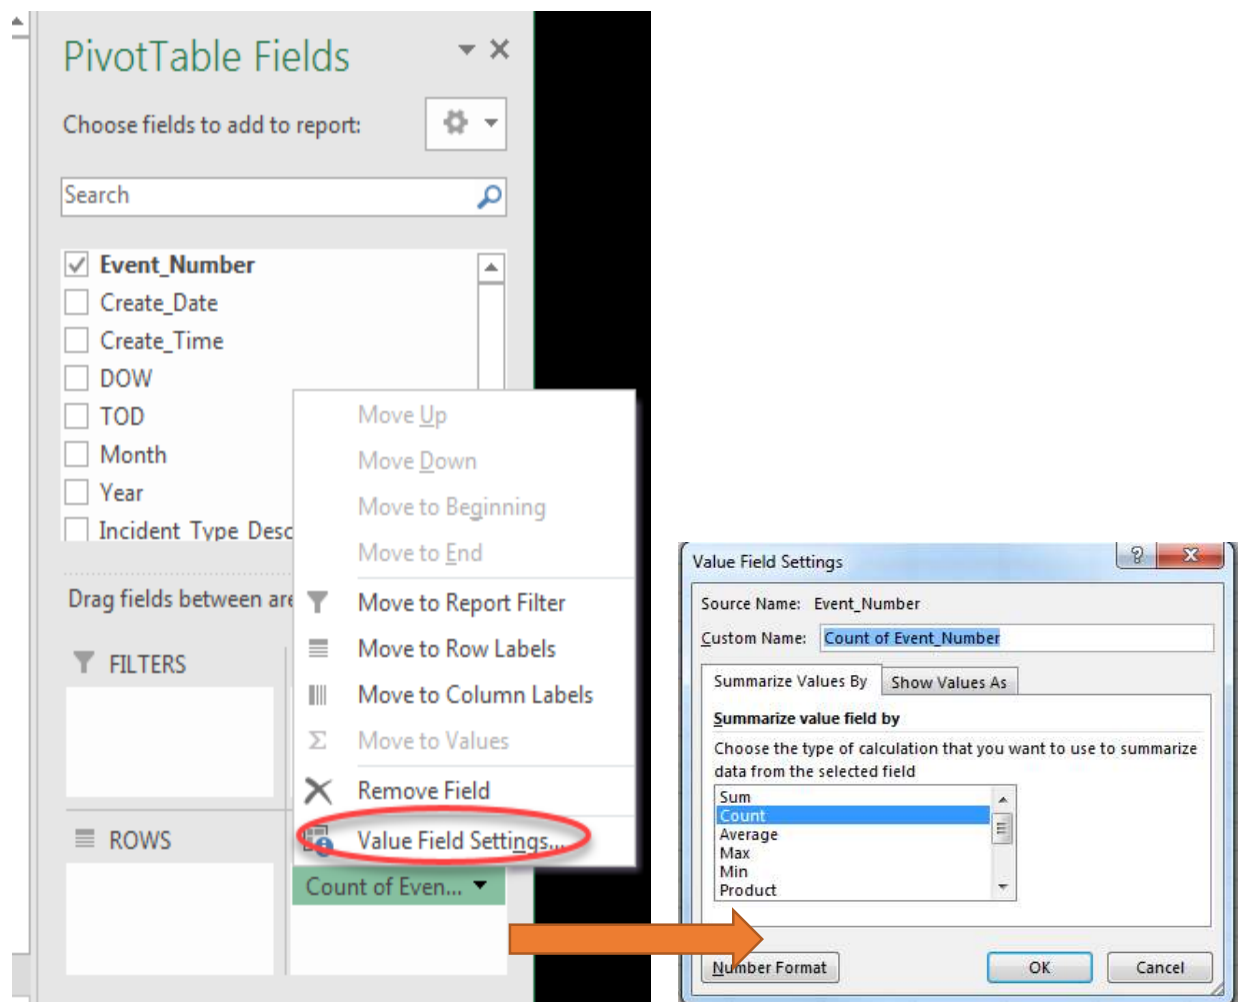 PivotTable Fields
Choose fields to add to report:
Search
Event_Number
Create_Date
Create_Time
DOW
TOD
Month
Year
Incident_Type_Desc
Drag fields between are
FILTERS
ROWS
Move Up
Move Down
Move to Beginning
Move to End
Move to Report Filter
Move to Row Labels
Move to Column Labels
Σ Move to Values
Remove Field
Value Field Settings...
Count of Even...
Value Field Settings
Source Name: Event_Number
Custom Name: Count of Event_Number
Summarize Values By Show Values As
Summarize value field by
Choose the type of calculation that you want to use to summarize
data from the selected field
Sum
Count
Average
Max
Min
Product
Number Format OK Cancel